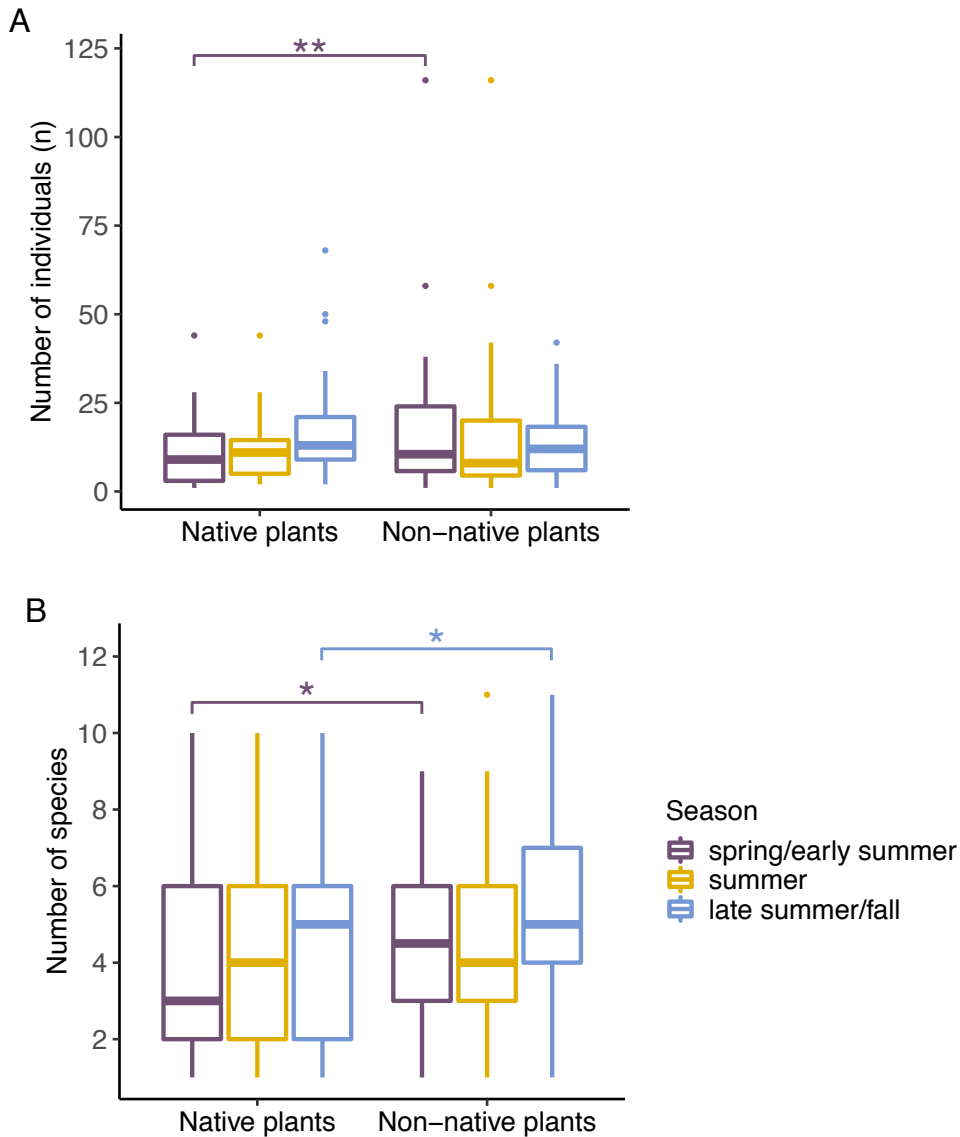 A
**
125
100
75
50
25
0
Number of individuals (n)
Native plants
Non−native plants
B
*
*
12
10
8
6
4
2
Number of species
Native plants
Non−native plants
Season
spring/early summer
summer
late summer/fall